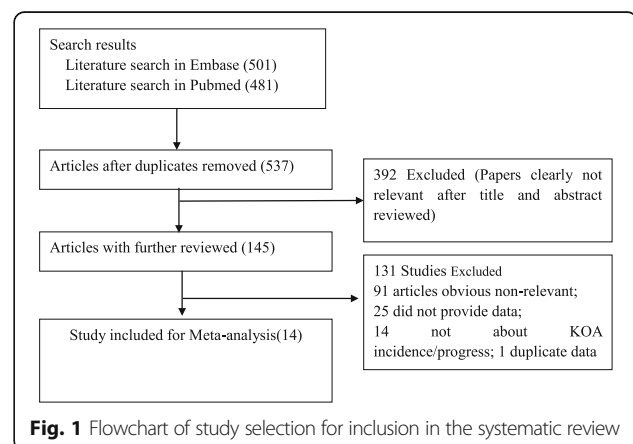 Search results
Literature search in Embase (501)
Literature search in Pubmed (481)
Articles after duplicates removed (537)
392 Excluded (Papers clearly not
relevant after title and abstract
reviewed)
Articles with further reviewed (145)
131 Studies Excluded
91 articles obvious non-relevant;
25 did not provide data;
14 not about KOA
incidence/progress; 1 duplicate data
Study included for Meta-analysis(14)
Fig. 1 Flowchart of study selection for inclusion in the systematic review